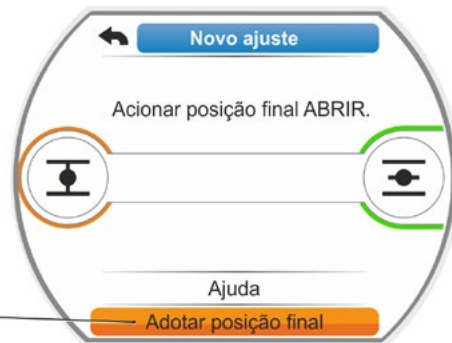 Novo ajuste
Acionar posição final ABRIR.
Ajuda
Adotar posição final